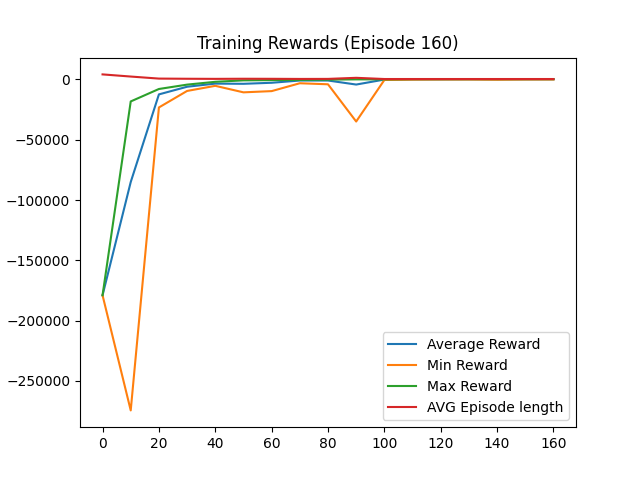 Training Rewards (Episode 160)
0
−50000
−100000
−150000
−200000
−250000
Average Reward
Min Reward
Max Reward
AVG Episode length
0 20 40 60 80 100 120 140 160